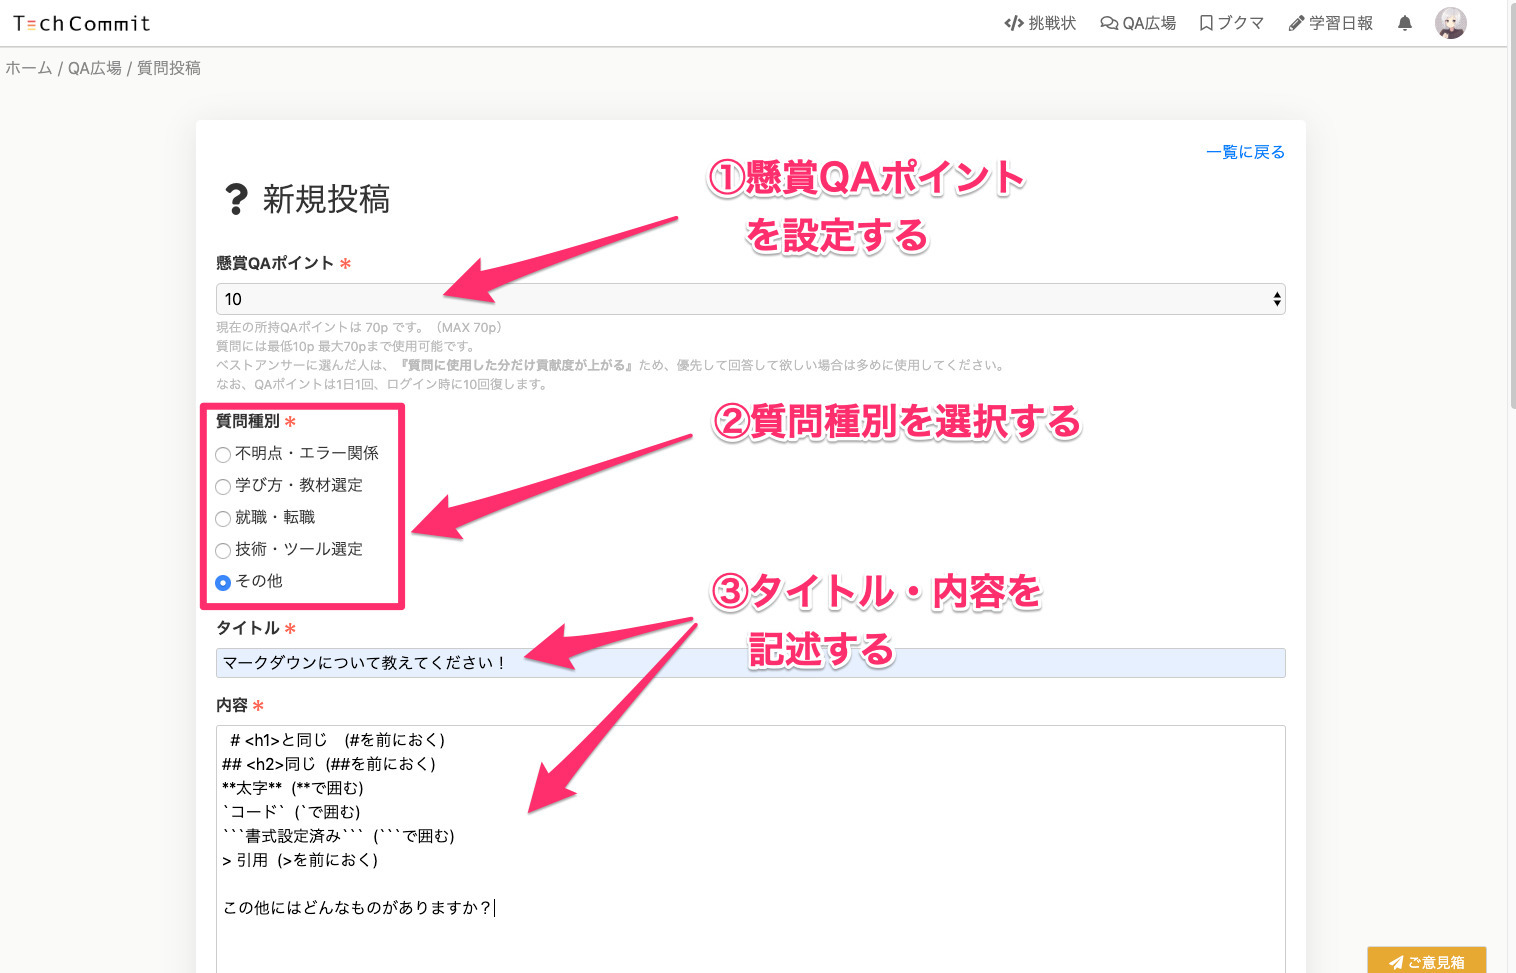 Tech Commit
挑戦状
QA広場
ブクマ
学習日報
ホーム / QA広場 / 質問投稿
一覧に戻る
①懸賞QAポイント
を設定する
? 新規投稿
懸賞QAポイント *
10
現在の所持QAポイントは 70p です。（MAX 70p）
質問には最低10p 最大70pまで使用可能です。
ベストアンサーに選んだ人は、『質問に使用した分だけ貢献度が上がる』ため、優先して回答して欲しい場合は多めに使用してください。
なお、QAポイントは1日1回、ログイン時に10回復します。
②質問種別を選択する
質問種別 *
不明点・エラー関係
学び方・教材選定
就職・転職
技術・ツール選定
その他
③タイトル・内容を
記述する
タイトル *
マークダウンについて教えてください！
内容 *
# <h1>と同じ　(#を前におく)
## <h2>同じ (##を前におく)
**太字** (**で囲む)
`コード` (`で囲む)
```書式設定済み``` (```で囲む)
> 引用 (>を前におく)
この他にはどんなものがありますか？
ご意見箱